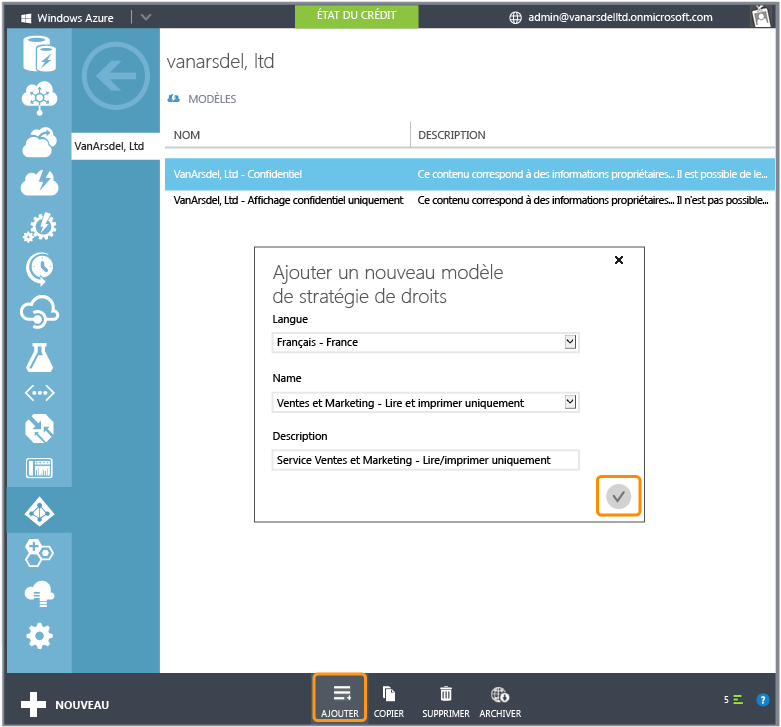 Windows Azure
ÉTAT DU CRÉDIT
admin@vanarsdelltd.onmicrosoft.com
vanarsdel, ltd
MODÈLES
VanArsdel, Ltd
NOM DESCRIPTION
VanArsdel, Ltd - Confidentiel Ce contenu correspond à des informations propriétaires... Il est possible de le...
VanArsdel, Ltd - Affichage confidentiel uniquement Ce contenu correspond à des informations propriétaires... Il n'est pas possible...
Ajouter un nouveau modèle
de stratégie de droits
Langue
Français - France
Name
Ventes et Marketing - Lire et imprimer uniquement
Description
Service Ventes et Marketing - Lire/imprimer uniquement
NOUVEAU
AJOUTER
COPIER
SUPPRIMER
ARCHIVER
5
?